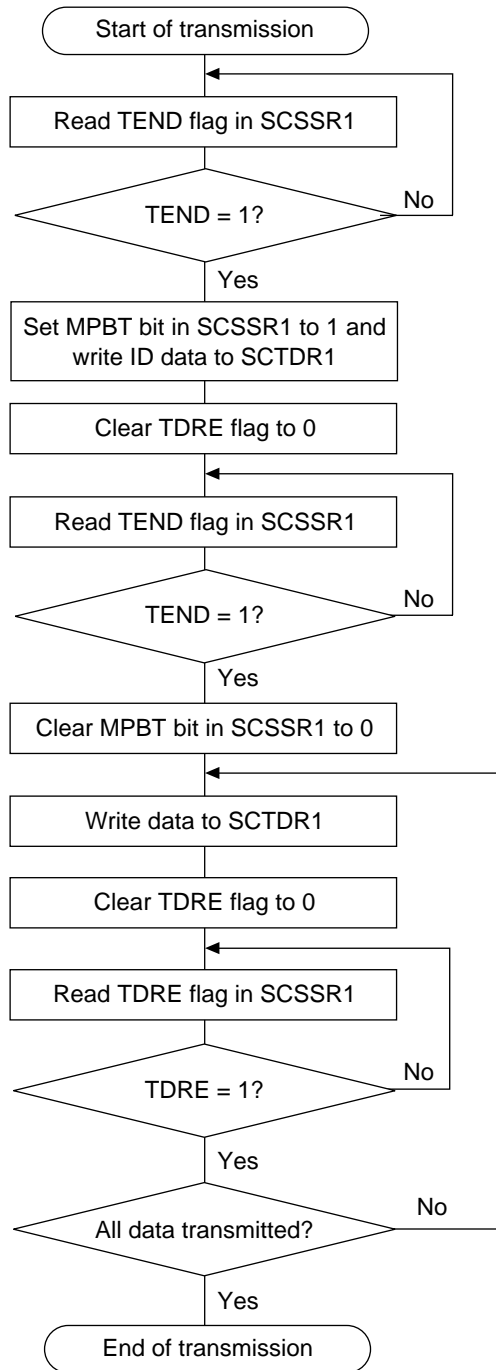 Start of transmission
Read TEND flag in SCSSR1
TEND = 1?
No
Yes
Set MPBT bit in SCSSR1 to 1 and
write ID data to SCTDR1
Clear TDRE flag to 0
Read TEND flag in SCSSR1
TEND = 1?
No
Yes
Clear MPBT bit in SCSSR1 to 0
Write data to SCTDR1
Clear TDRE flag to 0
Read TDRE flag in SCSSR1
TDRE = 1?
No
Yes
All data transmitted?
No
Yes
End of transmission